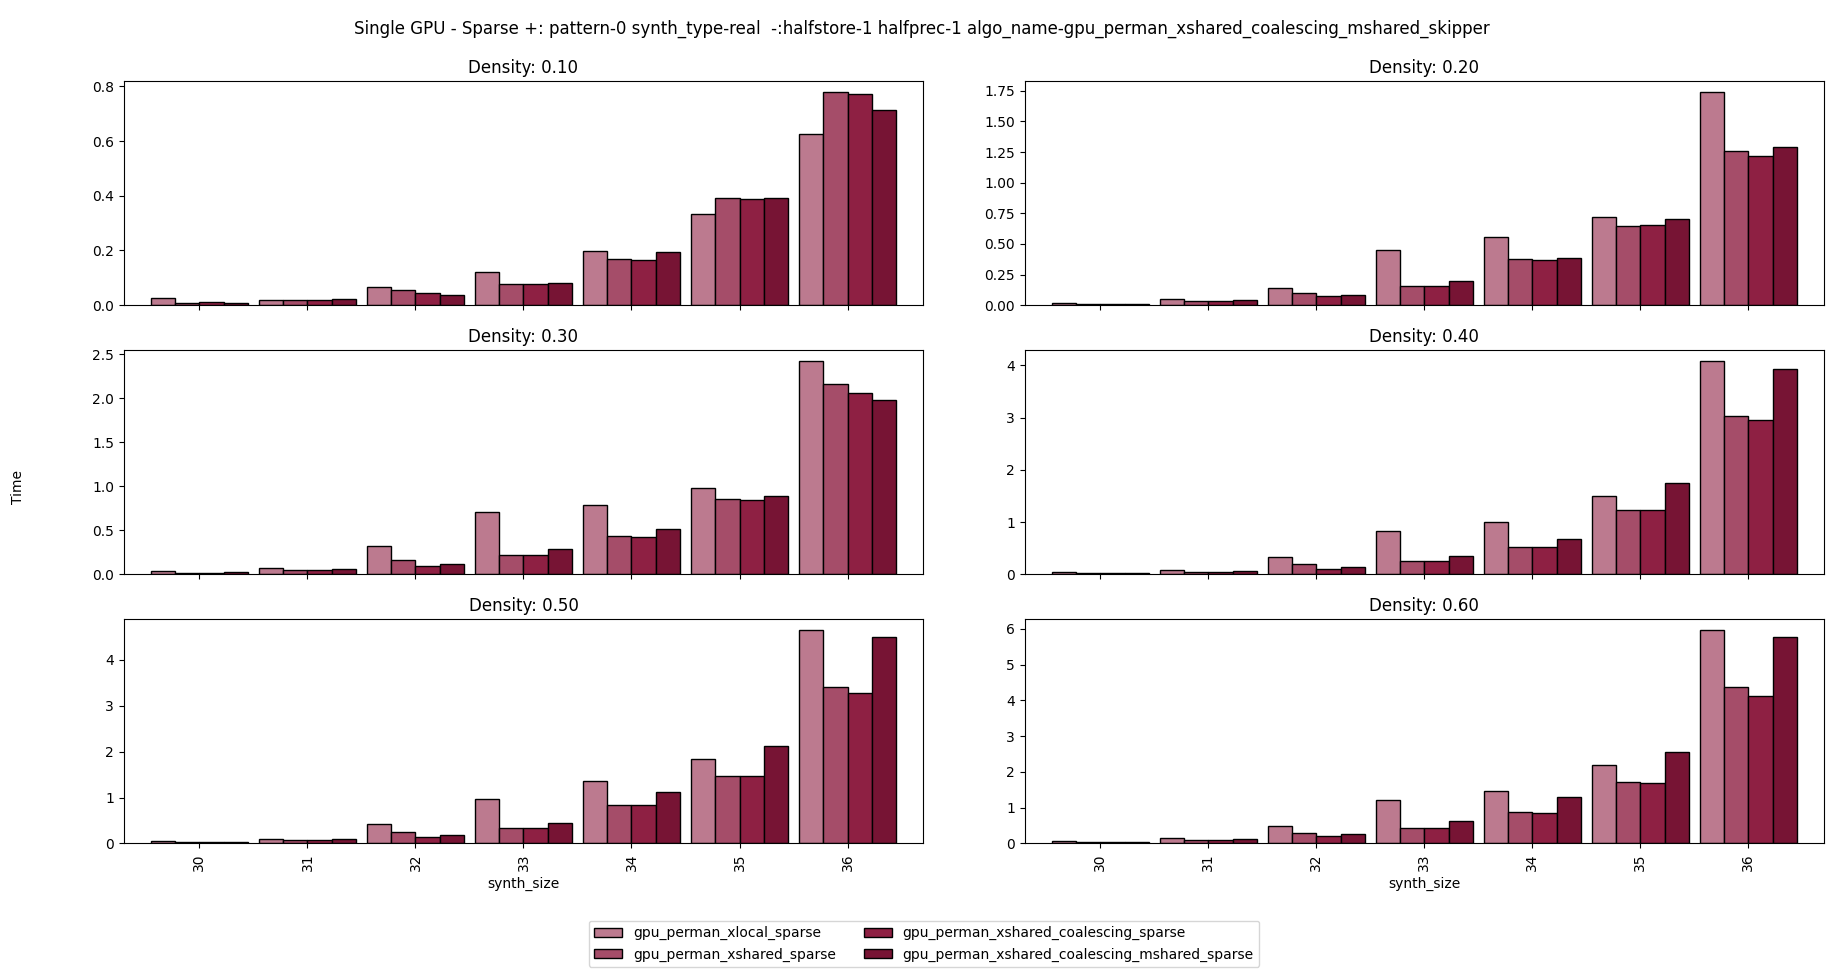 Single GPU - Sparse +: pattern-0 synth_type-real  -:halfstore-1 halfprec-1 algo_name-gpu_perman_xshared_coalescing_mshared_skipper
Time
Density: 0.10
0.8
0.6
0.4
0.2
0.0
Density: 0.20
1.75
1.50
1.25
1.00
0.75
0.50
0.25
0.00
Density: 0.30
2.5
2.0
1.5
1.0
0.5
0.0
Density: 0.40
4
3
2
1
0
Density: 0.50
4
3
2
1
0
30 31 32 33 34 35 36
synth_size
Density: 0.60
6
5
4
3
2
1
0
30 31 32 33 34 35 36
synth_size
gpu_perman_xlocal_sparse
gpu_perman_xshared_sparse
gpu_perman_xshared_coalescing_sparse
gpu_perman_xshared_coalescing_mshared_sparse